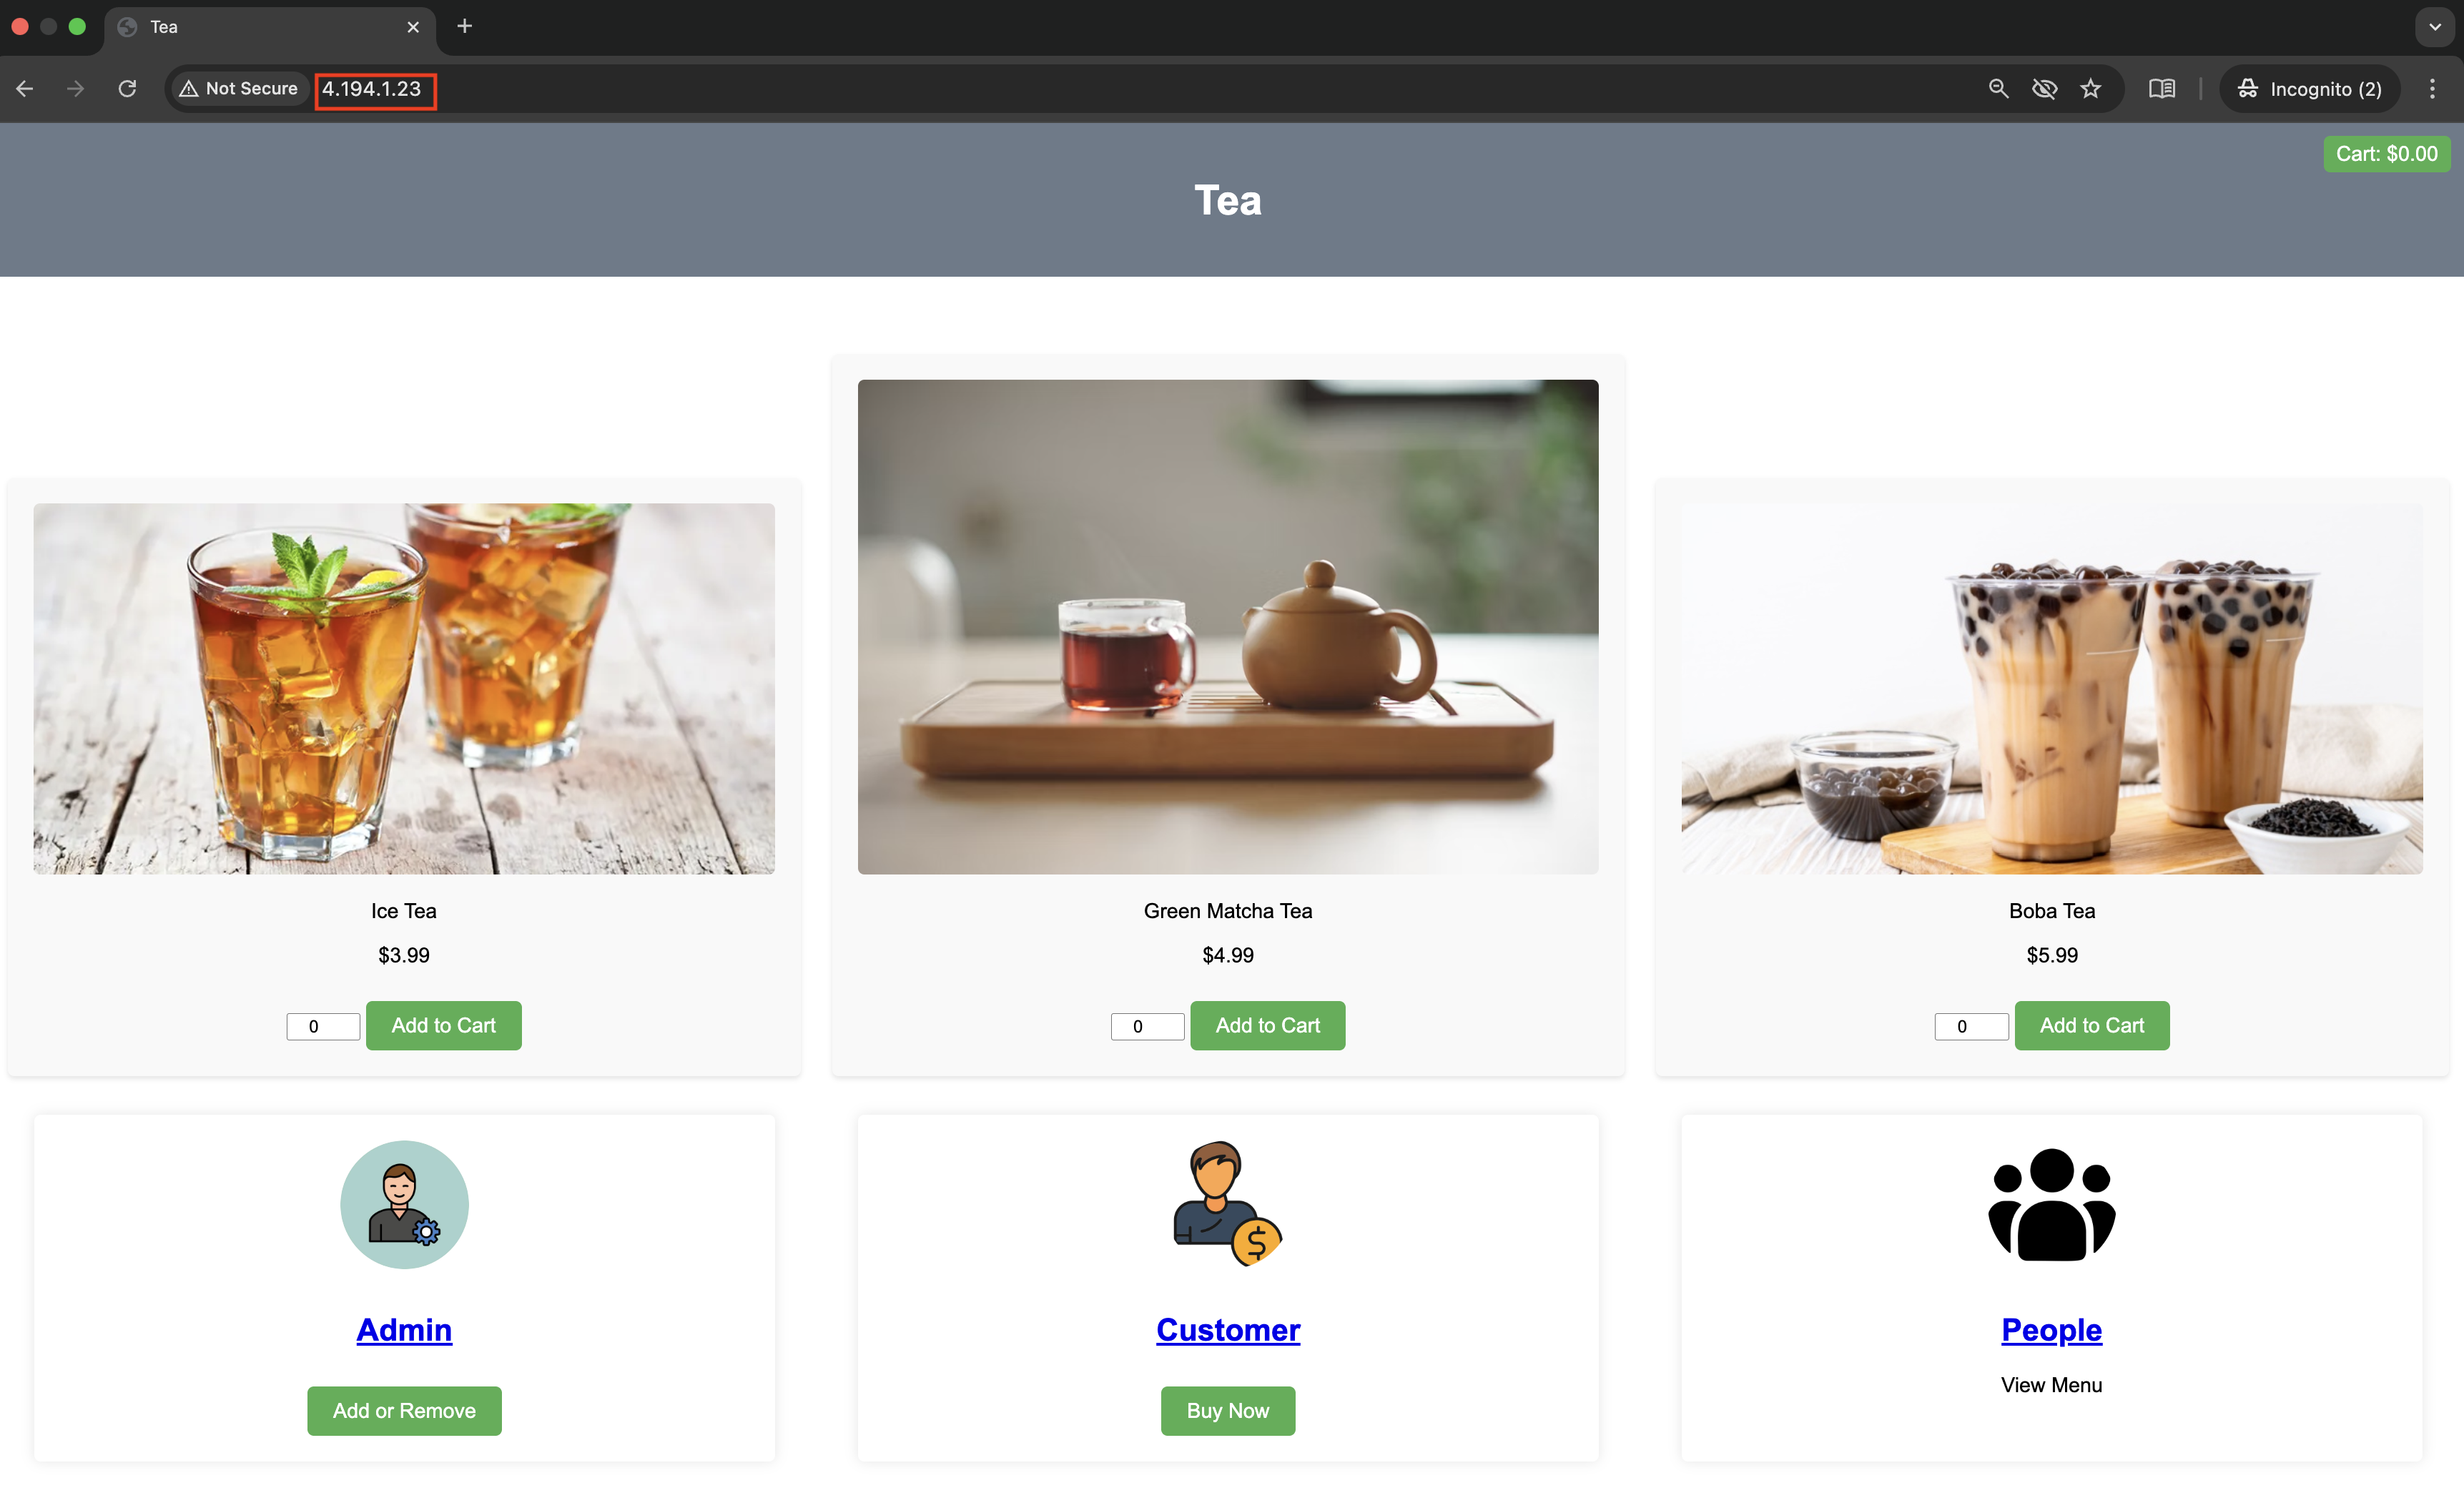 Tea
Not Secure
4.194.1.23
Incognito (2)
Cart: $0.00
Tea
Ice Tea
$3.99
0
Add to Cart
Green Matcha Tea
$4.99
0
Add to Cart
Boba Tea
$5.99
0
Add to Cart
Admin
Add or Remove
Customer
Buy Now
People
View Menu